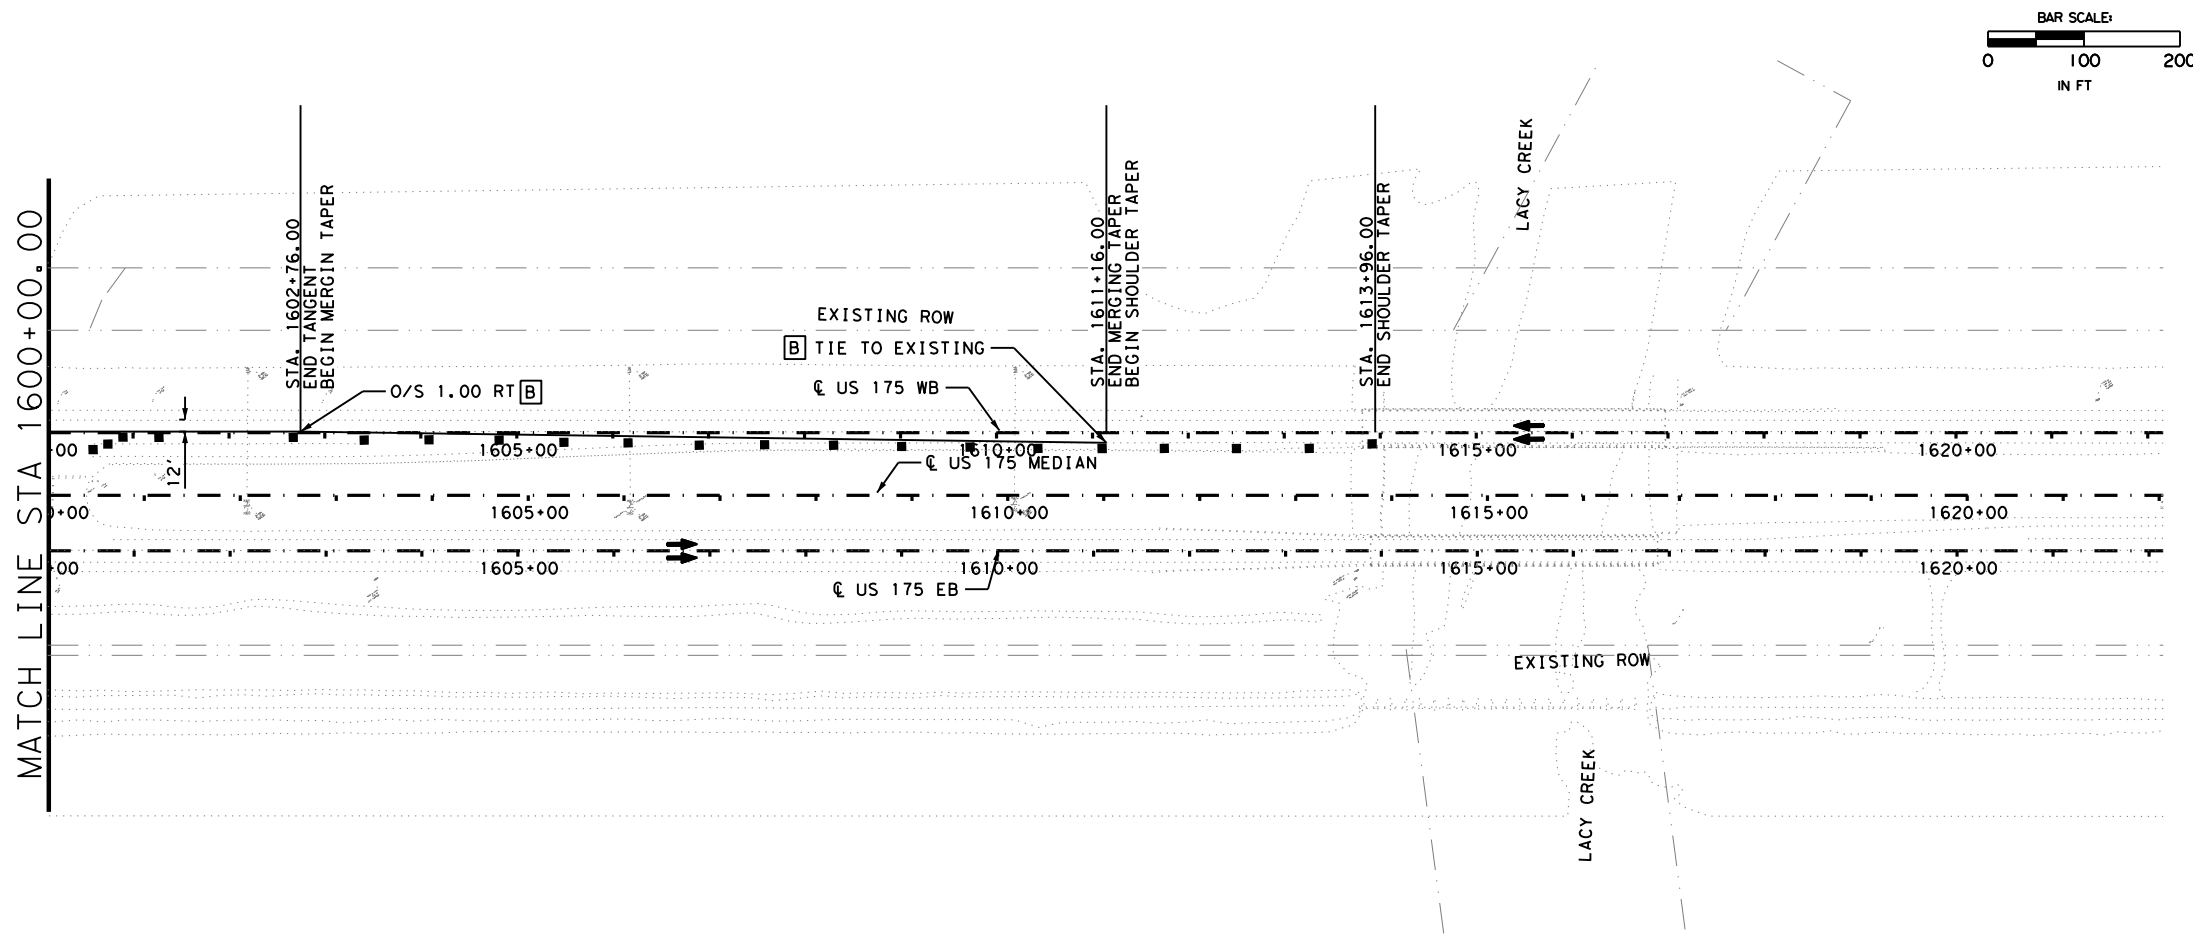 BAR SCALE:
0 100 200
IN FT
MATCH LINE STA 1600+00.00
STA. 1602+76.00
END TANGENT
BEGIN MERGIN TAPER
STA. 1611+16.00
END MERGING TAPER
BEGIN SHOULDER TAPER
STA. 1613+96.00
END SHOULDER TAPER
LACY CREEK
EXISTING ROW
B TIE TO EXISTING
℄ US 175 WB
O/S 1.00 RT B
12'
00 1605+00 1610+00 1615+00 1620+00
℄ US 175 MEDIAN
0+00 1605+00 1610+00 1615+00 1620+00
+00 1605+00 1610+00 1615+00 1620+00
℄ US 175 EB
EXISTING ROW
LACY CREEK